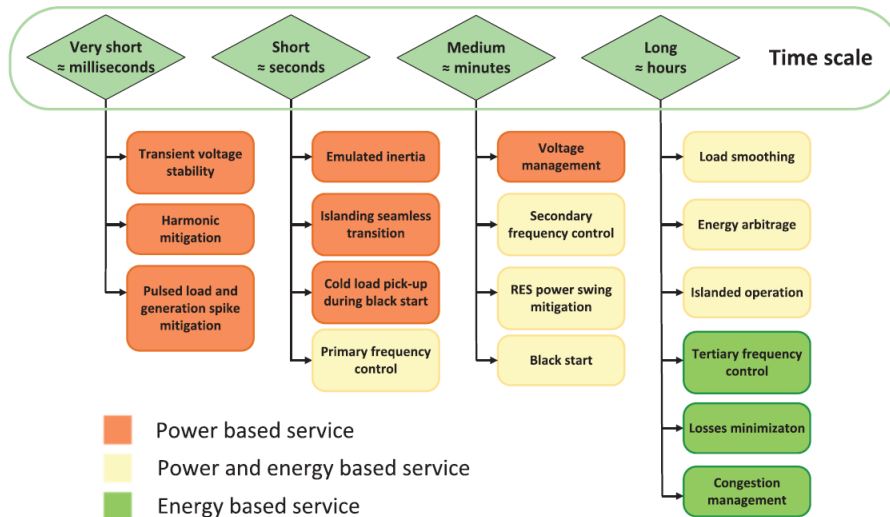 Very short
≈ milliseconds
Short
≈ seconds
Medium
≈ minutes
Long
≈ hours
Time scale
Transient voltage
stability
Harmonic
mitigation
Pulsed load and
generation spike
mitigation
Emulated inertia
Islanding seamless
transition
Cold load pick-up
during black start
Primary frequency
control
Voltage
management
Secondary
frequency control
RES power swing
mitigation
Black start
Load smoothing
Energy arbitrage
Islanded operation
Tertiary frequency
control
Losses minimizaton
Congestion
management
Power based service
Power and energy based service
Energy based service